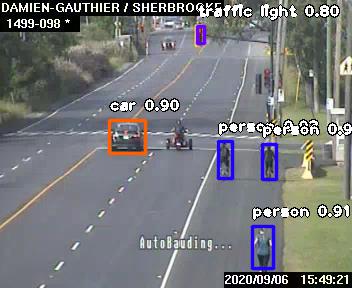 DAMIEN-GAUTHIER / SHERBROOKE
traffic light 0.80
1499-098 *
car 0.90
person
person 0.9
person 0.91
AutoBauding...
2020/09/06 15:49:21